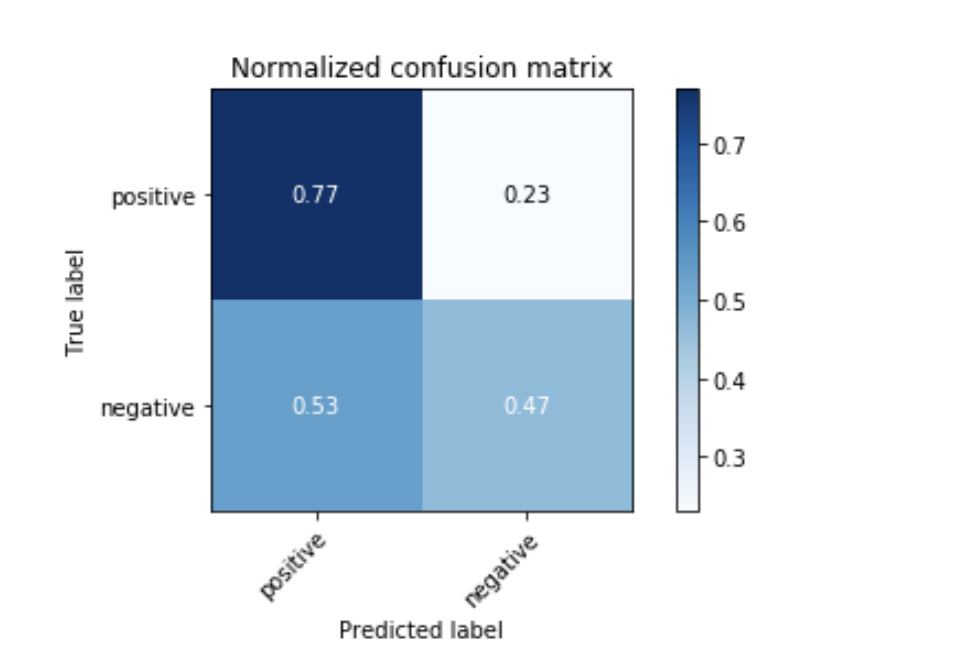 Normalized confusion matrix
positive
0.77
0.23
negative
0.53
0.47
True label
positive
negative
Predicted label
0.7
0.6
0.5
0.4
0.3